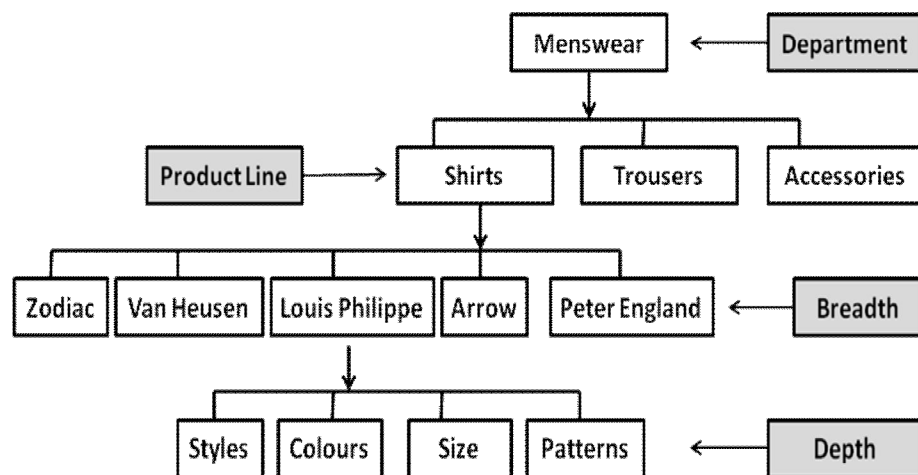 Menswear
Department
Product Line
Shirts
Trousers
Accessories
Zodiac
Van Heusen
Louis Philippe
Arrow
Peter England
Breadth
Styles
Colours
Size
Patterns
Depth